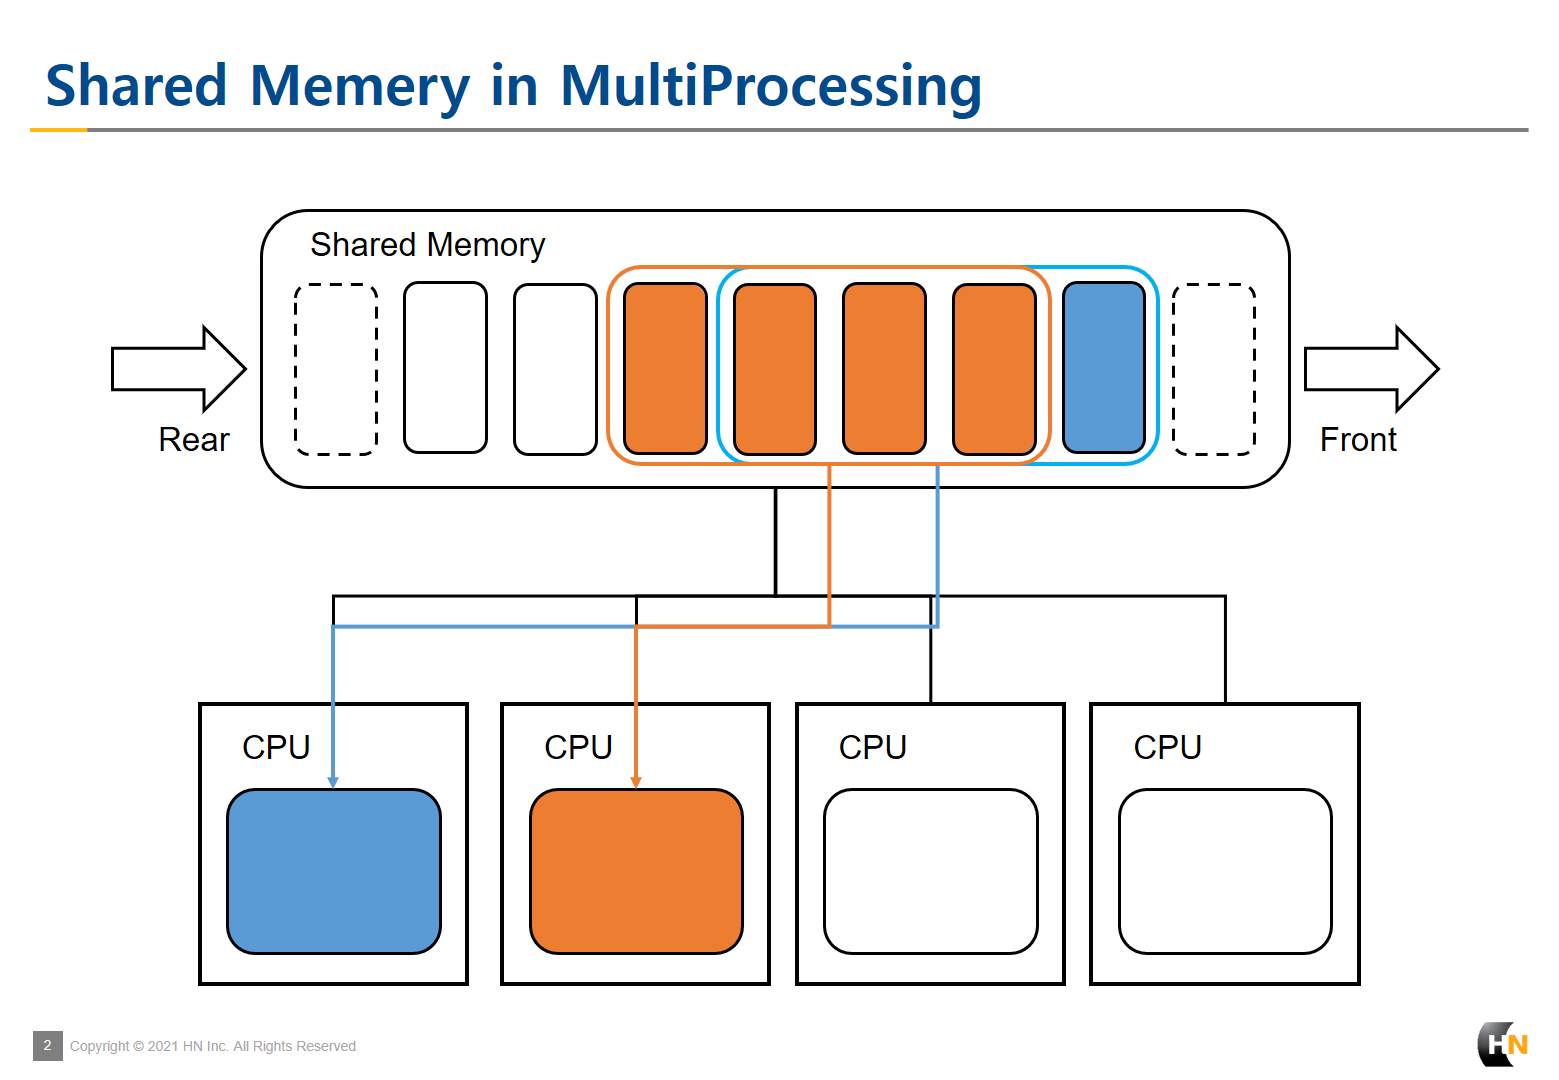 Shared Memery in MultiProcessing
Shared Memory
Rear
Front
CPU
CPU
CPU
CPU
2
Copyright © 2021 HN Inc. All Rights Reserved
HN